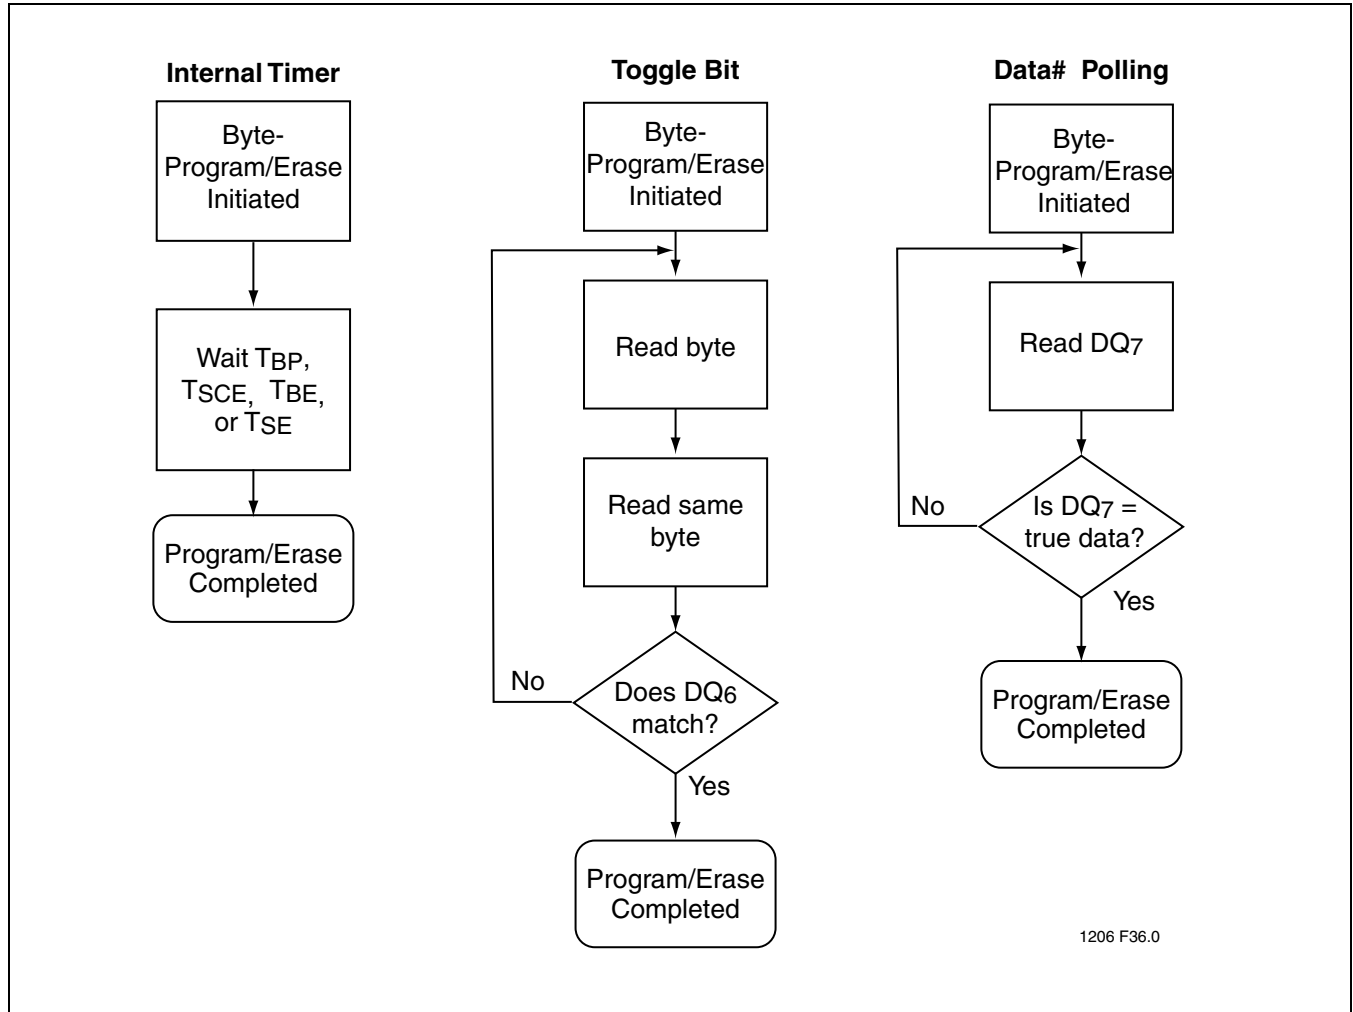 Internal Timer
Byte-
Program/Erase
Initiated
Wait TBP,
TSCE, TBE,
or TSE
Program/Erase
Completed
Toggle Bit
Byte-
Program/Erase
Initiated
Read byte
Read same
byte
Does DQ6
match?
No
Yes
Program/Erase
Completed
Data# Polling
Byte-
Program/Erase
Initiated
Read DQ7
Is DQ7 =
true data?
No
Yes
Program/Erase
Completed
1206 F36.0